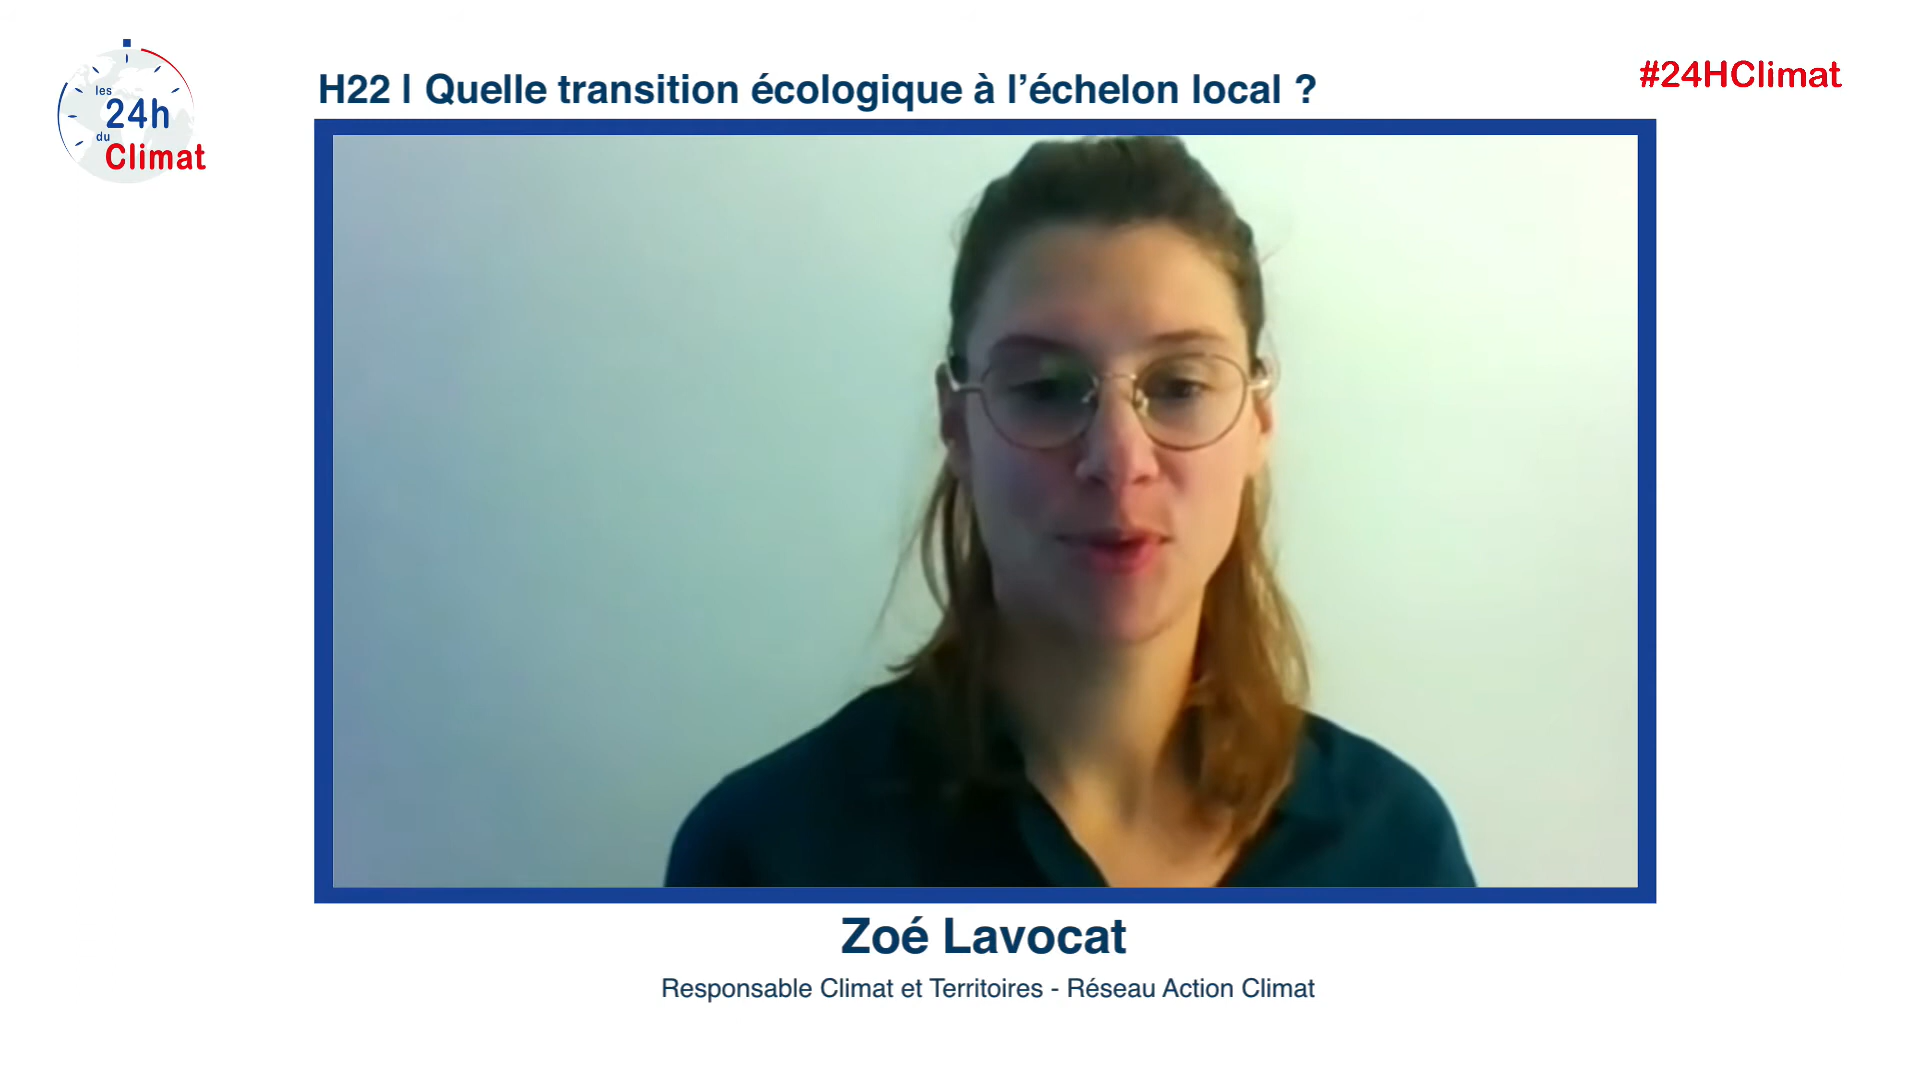 les
24h
du
Climat
H22 | Quelle transition écologique à l’échelon local ?
#24HClimat
Zoé Lavocat
Responsable Climat et Territoires - Réseau Action Climat